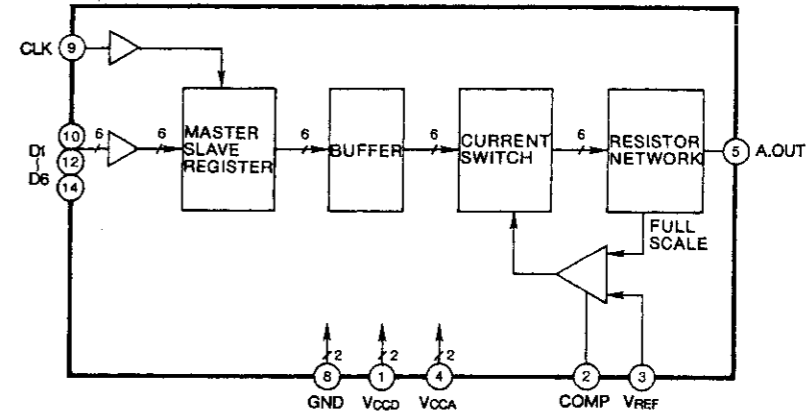 CLK 9
10
D1
≀
D6
12
14
6
6
MASTER
SLAVE
REGISTER
6
BUFFER
6
CURRENT
SWITCH
6
RESISTOR
NETWORK
5 A.OUT
FULL
SCALE
2
2
2
8
1
4
2
3
GND
VCCD
VCCA
COMP
VREF